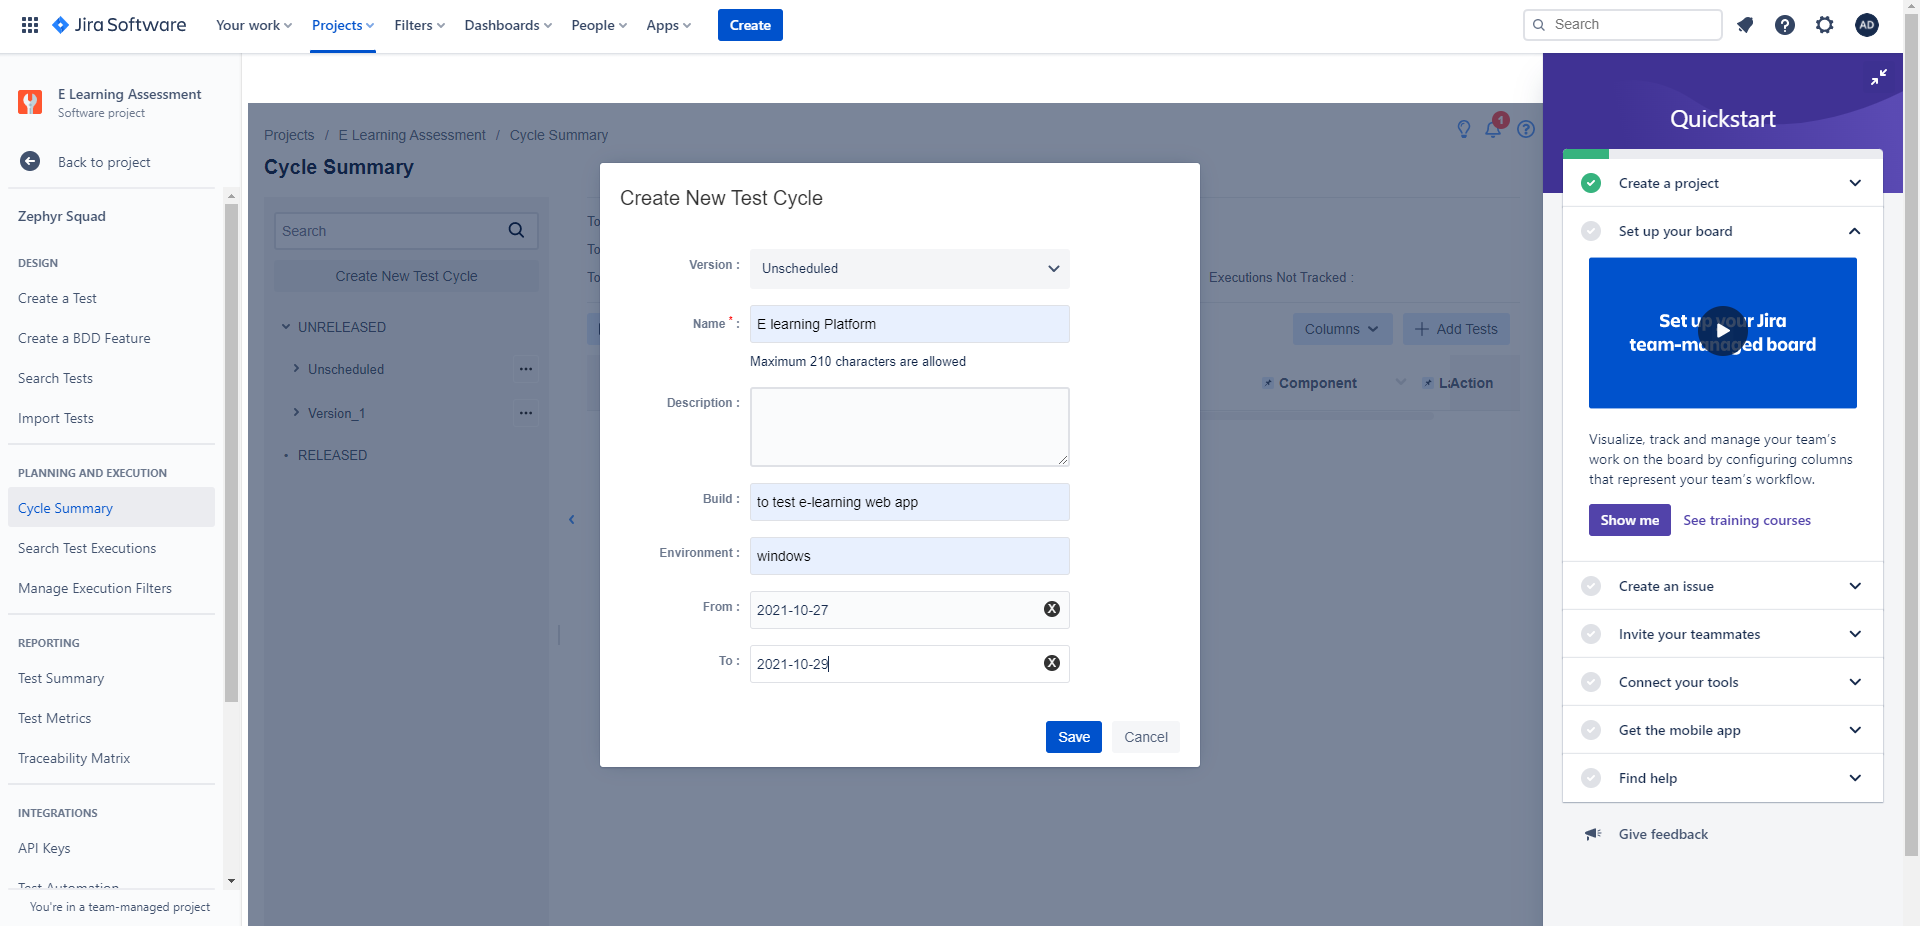 Jira Software
Your work
Projects
Filters
Dashboards
People
Apps
Create
Search
AD
E Learning Assessment
Software project
Back to project
Zephyr Squad
DESIGN
Create a Test
Create a BDD Feature
Search Tests
Import Tests
PLANNING AND EXECUTION
Cycle Summary
Search Test Executions
Manage Execution Filters
REPORTING
Test Summary
Test Metrics
Traceability Matrix
INTEGRATIONS
API Keys
Test Automation
You're in a team-managed project
Projects / E Learning Assessment / Cycle Summary
1
Cycle Summary
Search
Create New Test Cycle
UNRELEASED
Unscheduled
Version_1
RELEASED
To
To
To
Executions Not Tracked :
Columns
Add Tests
Component
Action
Create New Test Cycle
Version :
Unscheduled
Name * :
E learning Platform
Maximum 210 characters are allowed
Description :
Build :
to test e-learning web app
Environment :
windows
From :
2021-10-27
To :
2021-10-29
Save
Cancel
Quickstart
Create a project
Set up your board
Set up your Jira
team-managed board
Visualize, track and manage your team's
work on the board by configuring columns
that represent your team's workflow.
Show me
See training courses
Create an issue
Invite your teammates
Connect your tools
Get the mobile app
Find help
Give feedback